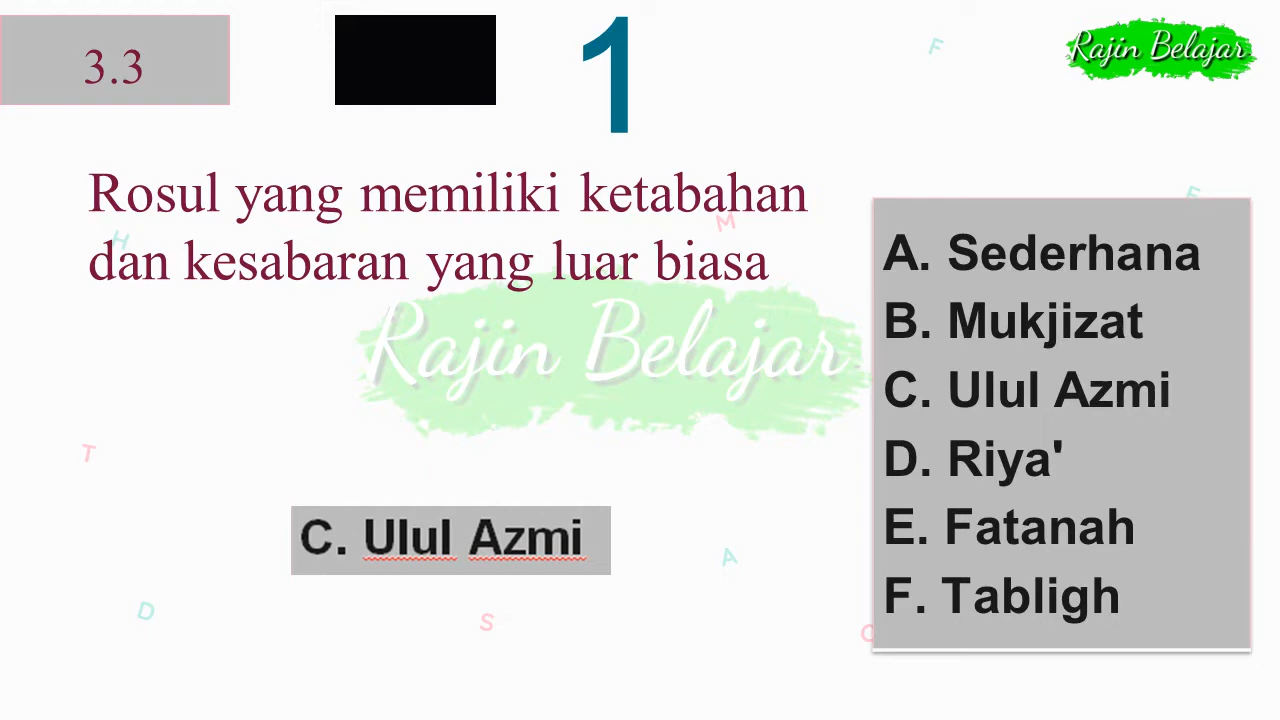 3.3
1
Rajin Belajar
Rosul yang memiliki ketabahan
dan kesabaran yang luar biasa
Rajin Belajar
A. Sederhana
B. Mukjizat
C. Ulul Azmi
D. Riya'
E. Fatanah
F. Tabligh
C. Ulul Azmi
F
H
M
T
A
D
S